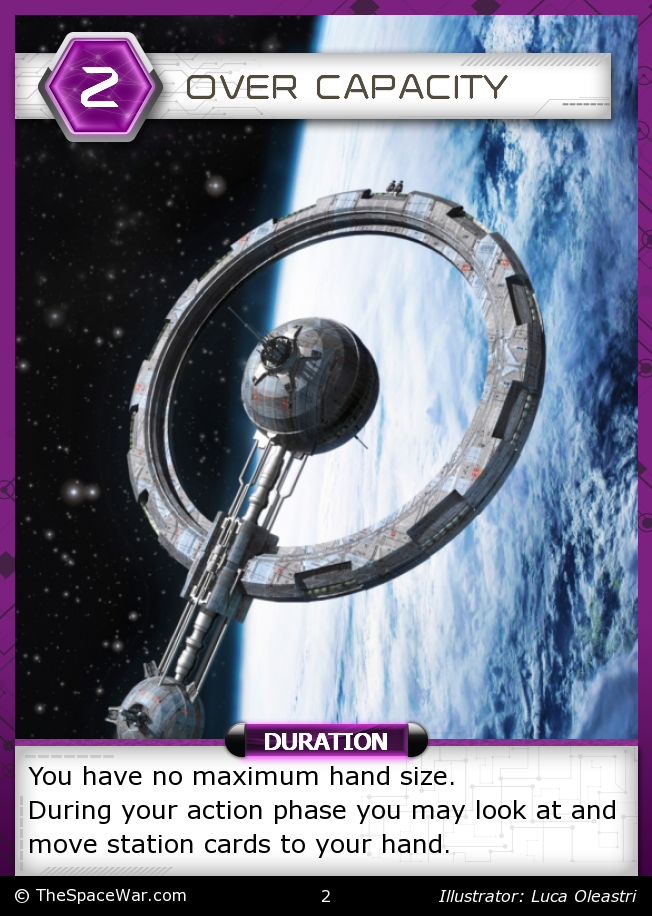 2
OVER CAPACITY
DURATION
You have no maximum hand size.
During your action phase you may look at and
move station cards to your hand.
© TheSpaceWar.com 2 Illustrator: Luca Oleastri